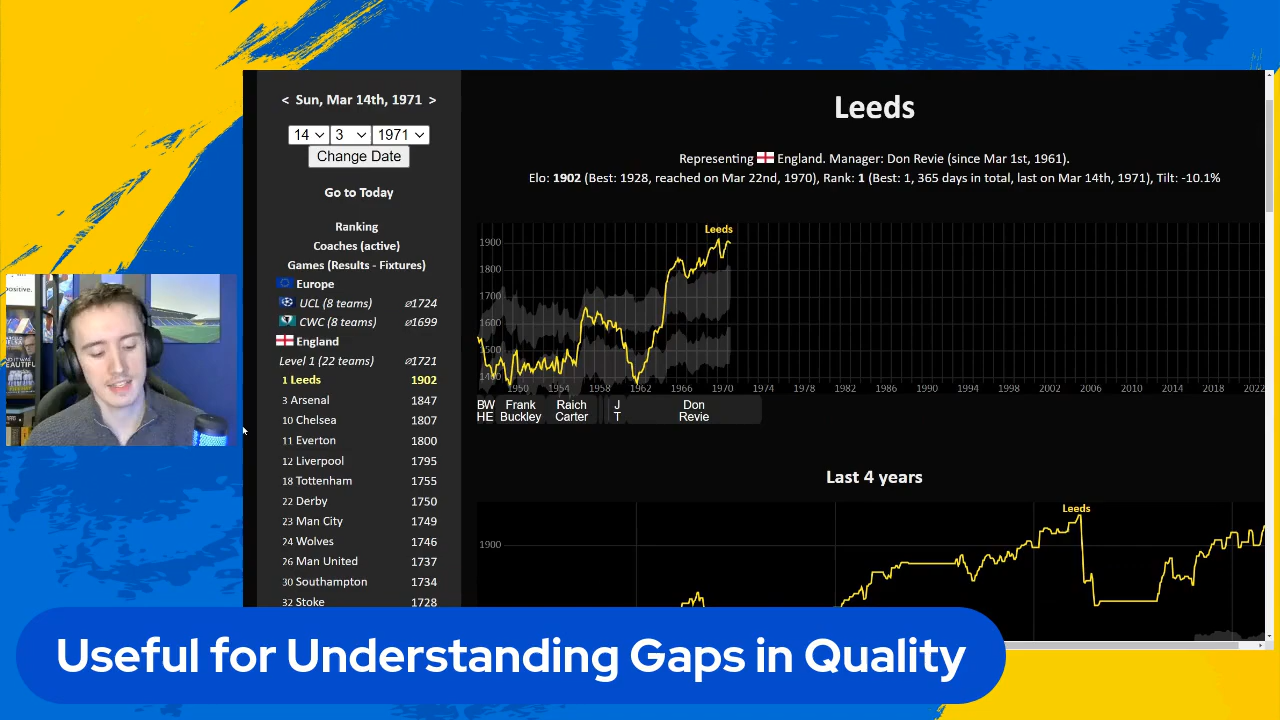 < Sun, Mar 14th, 1971 >
14 3 1971
Change Date
Go to Today
Ranking
Coaches (active)
Games (Results - Fixtures)
Europe
UCL (8 teams) ⌀1724
CWC (8 teams) ⌀1699
England
Level 1 (22 teams) ⌀1721
1 Leeds 1902
3 Arsenal 1847
10 Chelsea 1807
11 Everton 1800
12 Liverpool 1795
18 Tottenham 1755
22 Derby 1750
23 Man City 1749
24 Wolves 1746
26 Man United 1737
30 Southampton 1734
32 Stoke 1728
Leeds
Representing England. Manager: Don Revie (since Mar 1st, 1961).
Elo: 1902 (Best: 1928, reached on Mar 22nd, 1970), Rank: 1 (Best: 1, 365 days in total, last on Mar 14th, 1971), Tilt: -10.1%
Leeds
1900
1800
1700
1600
1500
1400
1950 1954 1958 1962 1966 1970 1974 1978 1982 1986 1990 1994 1998 2002 2006 2010 2014 2018 2022
BW Frank Raich J Don
HE Buckley Carter T Revie
Last 4 years
Leeds
1900
positive.
Useful for Understanding Gaps in Quality